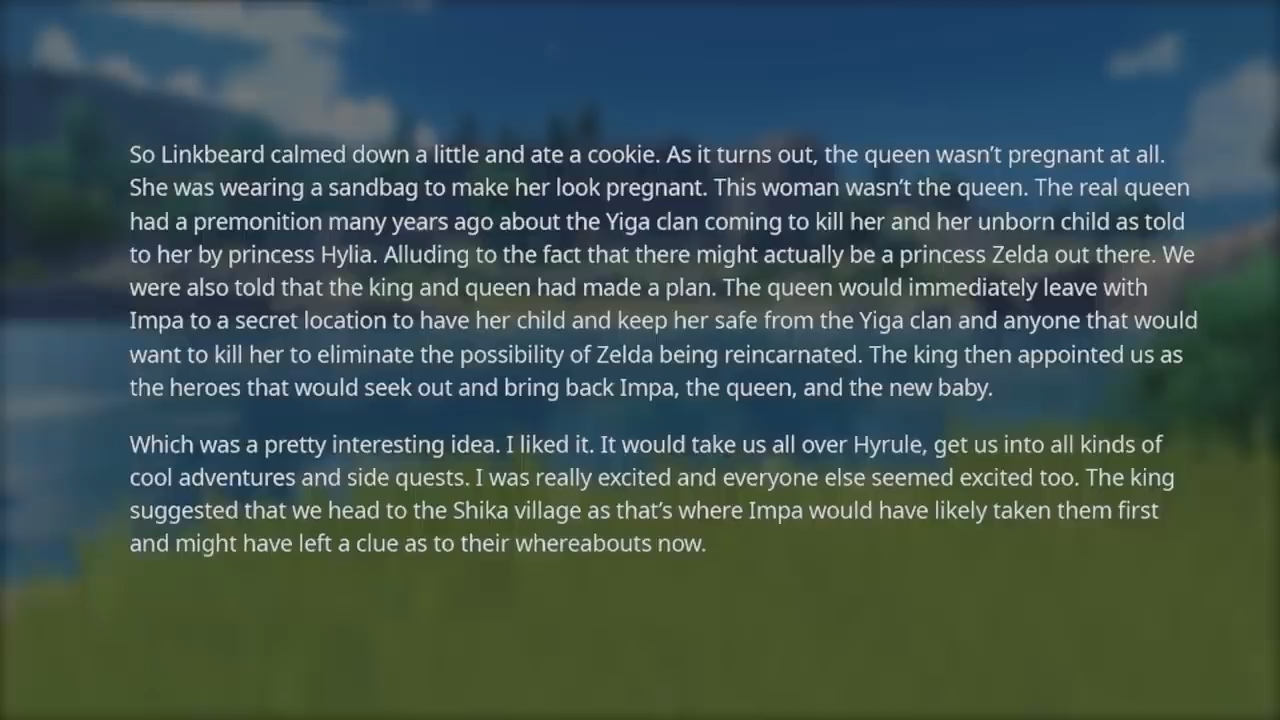 So Linkbeard calmed down a little and ate a cookie. As it turns out, the queen wasn’t pregnant at all.
She was wearing a sandbag to make her look pregnant. This woman wasn’t the queen. The real queen
had a premonition many years ago about the Yiga clan coming to kill her and her unborn child as told
to her by princess Hylia. Alluding to the fact that there might actually be a princess Zelda out there. We
were also told that the king and queen had made a plan. The queen would immediately leave with
Impa to a secret location to have her child and keep her safe from the Yiga clan and anyone that would
want to kill her to eliminate the possibility of Zelda being reincarnated. The king then appointed us as
the heroes that would seek out and bring back Impa, the queen, and the new baby.
Which was a pretty interesting idea. I liked it. It would take us all over Hyrule, get us into all kinds of
cool adventures and side quests. I was really excited and everyone else seemed excited too. The king
suggested that we head to the Shika village as that’s where Impa would have likely taken them first
and might have left a clue as to their whereabouts now.